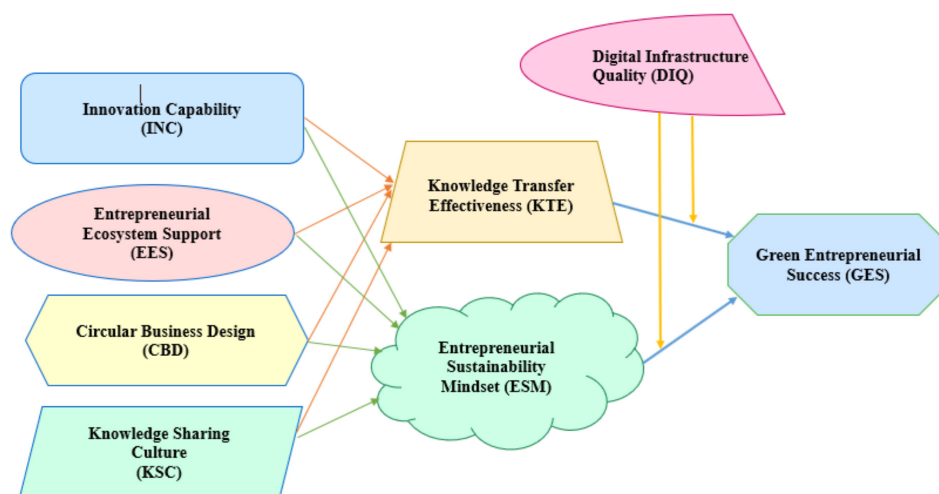 Digital Infrastructure
Quality (DIQ)
Innovation Capability
(INC)
Knowledge Transfer
Effectiveness (KTE)
Entrepreneurial
Ecosystem Support
(EES)
Green Entrepreneurial
Success (GES)
Circular Business Design
(CBD)
Entrepreneurial
Sustainability
Mindset (ESM)
Knowledge Sharing
Culture
(KSC)